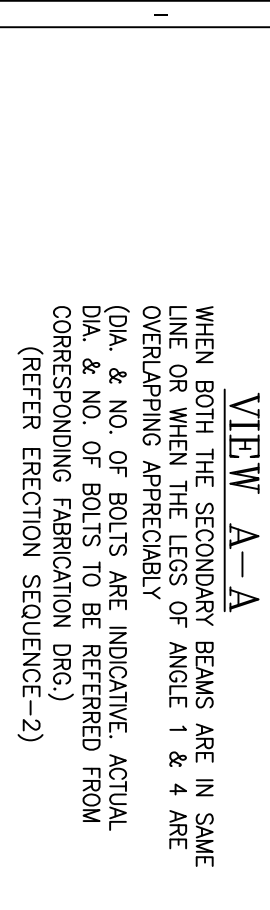 VIEW A-A
WHEN BOTH THE SECONDARY BEAMS ARE IN SAME
LINE OR WHEN THE LEGS OF ANGLE 1 & 4 ARE
OVERLAPPING APPRECIABLY
(DIA. & NO. OF BOLTS ARE INDICATIVE. ACTUAL
DIA. & NO. OF BOLTS TO BE REFERRED FROM
CORRESPONDING FABRICATION DRG.)
(REFER ERECTION SEQUENCE-2)